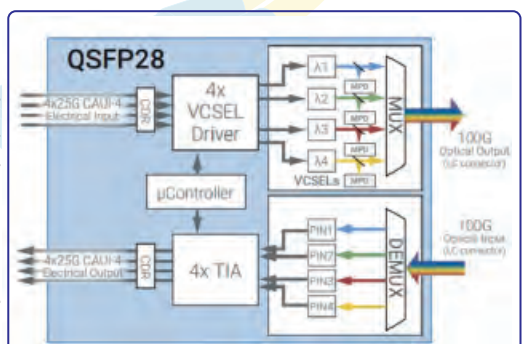 QSFP28
4x25G CAUI-4
Electrical Input
CDR
4x
VCSEL
Driver
λ1
λ2
λ3
λ4
MPD
MPD
MPD
MPD
VCSELs
MUX
100G
Optical Output
(LC connector)
µController
4x25G CAUI-4
Electrical Output
CDR
4x TIA
PIN1
PIN2
PIN3
PIN4
DEMUX
100G
Optical Input
(LC connector)